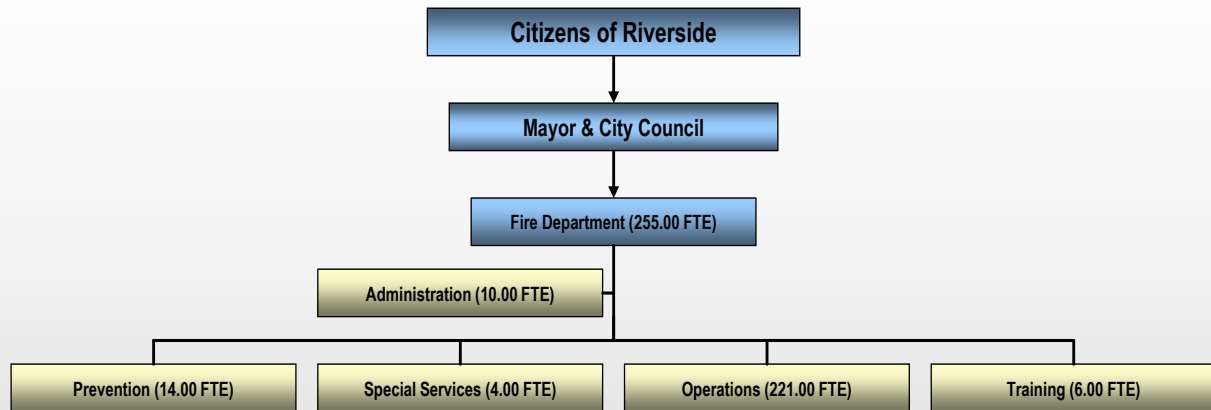 Citizens of Riverside
Mayor & City Council
Fire Department (255.00 FTE)
Administration (10.00 FTE)
Prevention (14.00 FTE)
Special Services (4.00 FTE)
Operations (221.00 FTE)
Training (6.00 FTE)